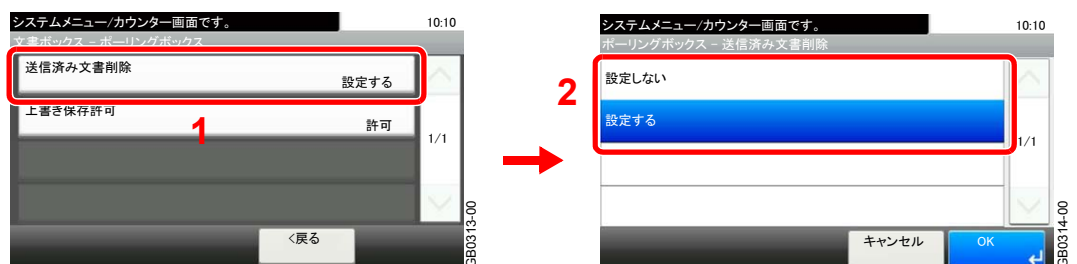 システムメニュー/カウンター画面です。
10:10
文書ボックス - ポーリングボックス
送信済み文書削除
設定する
上書き保存許可
許可
1
1/1
<戻る
GB0313-00
システムメニュー/カウンター画面です。
10:10
ポーリングボックス - 送信済み文書削除
設定しない
2
設定する
1/1
キャンセル
OK
GB0314-00